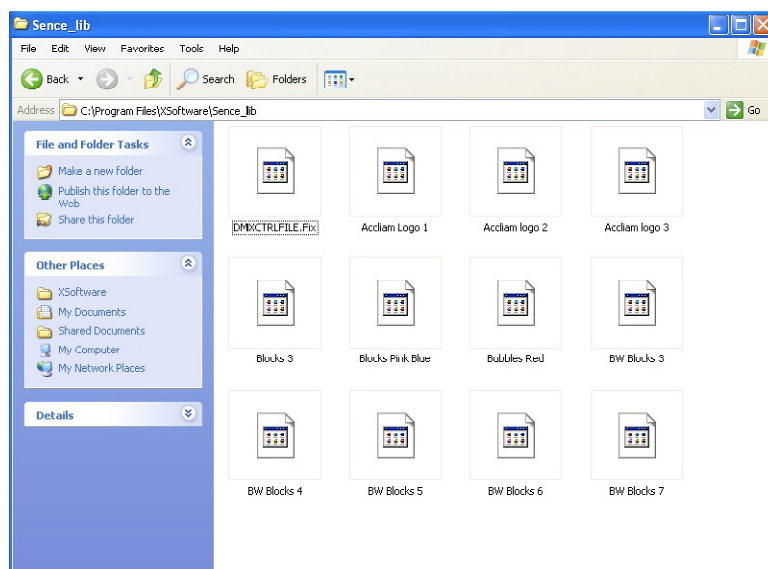 Sence_lib
File Edit View Favorites Tools Help
Back Search Folders
Address C:\Program Files\XSoftware\Sence_lib Go
File and Folder Tasks
Make a new folder
Publish this folder to the
Web
Share this folder
Other Places
XSoftware
My Documents
Shared Documents
My Computer
My Network Places
Details
DMXCTRLFILE.Fix Accliam Logo 1 Accliam logo 2 Accliam logo 3
Blocks 3 Blocks Pink Blue Bubbles Red BW Blocks 3
BW Blocks 4 BW Blocks 5 BW Blocks 6 BW Blocks 7